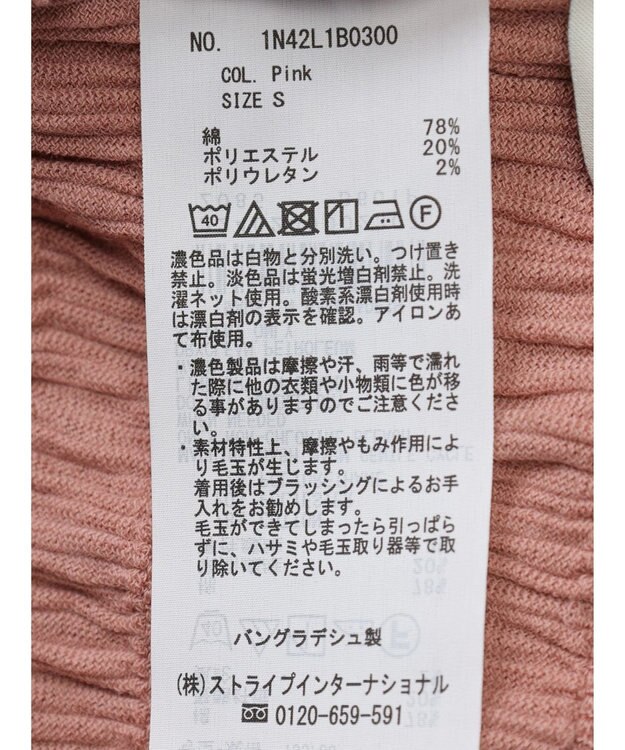 NO. 1N42L1B0300
COL. Pink
SIZE S
綿 78%
ポリエステル 20%
ポリウレタン 2%
40 F
濃色品は白物と分別洗い。つけ置き
禁止。淡色品は蛍光増白剤禁止。洗
濯ネット使用。酸素系漂白剤使用時
は漂白剤の表示を確認。アイロンあ
て布使用。
・濃色製品は摩擦や汗、雨等で濡れ
た際に他の衣類や小物類に色が移
る事がありますのでご注意くださ
い。
・素材特性上、摩擦やもみ作用によ
り毛玉が生じます。
着用後はブラッシングによるお手
入れをお勧めします。
毛玉ができてしまったら引っぱら
ずに、ハサミや毛玉取り器等で取
り除いてください。
バングラデシュ製
(株)ストライプインターナショナル
0120-659-591